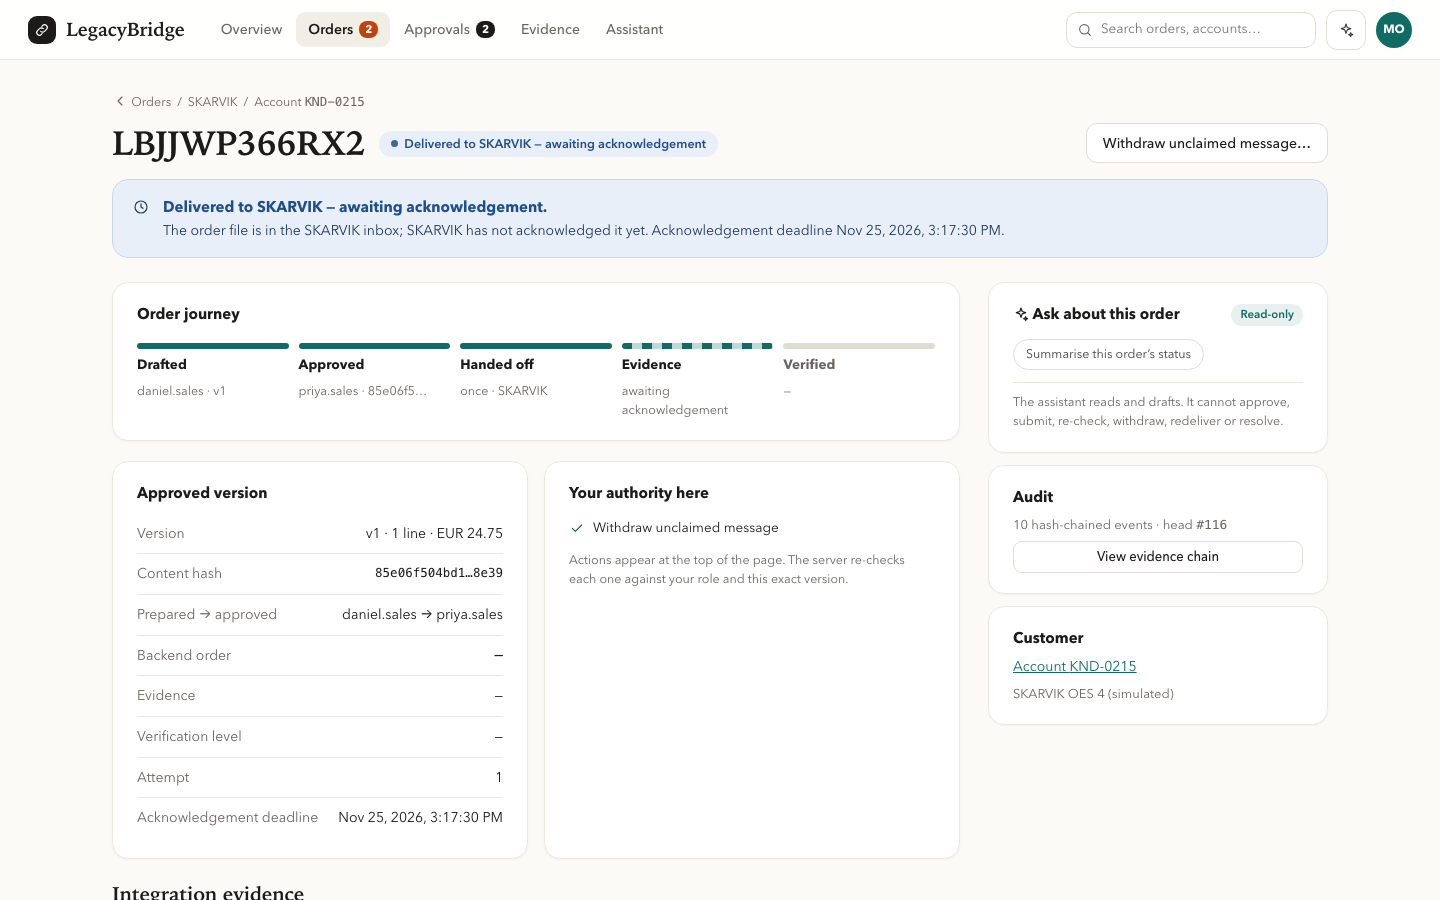 LegacyBridge
Overview
Orders 2
Approvals 2
Evidence
Assistant
Search orders, accounts…
MO
Orders / SKARVIK / Account KND-0215
LBJJWP366RX2
Delivered to SKARVIK – awaiting acknowledgement
Withdraw unclaimed message…
Delivered to SKARVIK – awaiting acknowledgement.
The order file is in the SKARVIK inbox; SKARVIK has not acknowledged it yet. Acknowledgement deadline Nov 25, 2026, 3:17:30 PM.
Order journey
Drafted
daniel.sales · v1
Approved
priya.sales · 85e06f5…
Handed off
once · SKARVIK
Evidence
awaiting
acknowledgement
Verified
–
Ask about this order
Read-only
Summarise this order’s status
The assistant reads and drafts. It cannot approve,
submit, re-check, withdraw, redeliver or resolve.
Approved version
Version v1 · 1 line · EUR 24.75
Content hash 85e06f504bd1…8e39
Prepared → approved daniel.sales → priya.sales
Backend order –
Evidence –
Verification level –
Attempt 1
Acknowledgement deadline Nov 25, 2026, 3:17:30 PM
Your authority here
Withdraw unclaimed message
Actions appear at the top of the page. The server re-checks
each one against your role and this exact version.
Audit
10 hash-chained events · head #116
View evidence chain
Customer
Account KND-0215
SKARVIK OES 4 (simulated)
Integration evidence